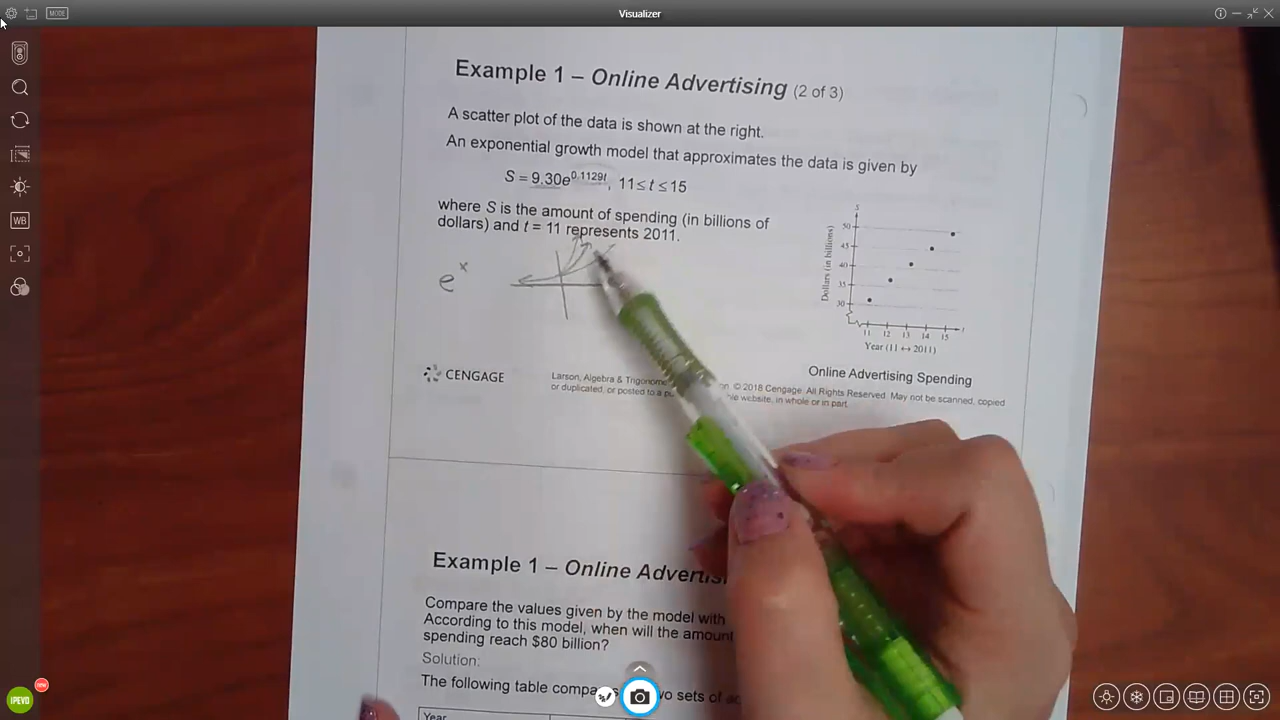 MODE
Visualizer
WB
Example 1 – Online Advertising (2 of 3)
A scatter plot of the data is shown at the right.
An exponential growth model that approximates the data is given by
S = 9.30e^0.1129t, 11 ≤ t ≤ 15
where S is the amount of spending (in billions of
dollars) and t = 11 represents 2011.
e^x
S
50
45
40
35
30
Dollars (in billions)
11 12 13 14 15
t
Year (11 ↔ 2011)
Online Advertising Spending
CENGAGE
Larson, Algebra & © 2018 Cengage. All Rights Reserved. May not be scanned, copied
or duplicated, or posted to a website, in whole or in part.
Example 1 – Online
Compare the values given by the model with
According to this model, when will the amount
spending reach $80 billion?
Solution:
The following table sets of
Year
IPEVO
new